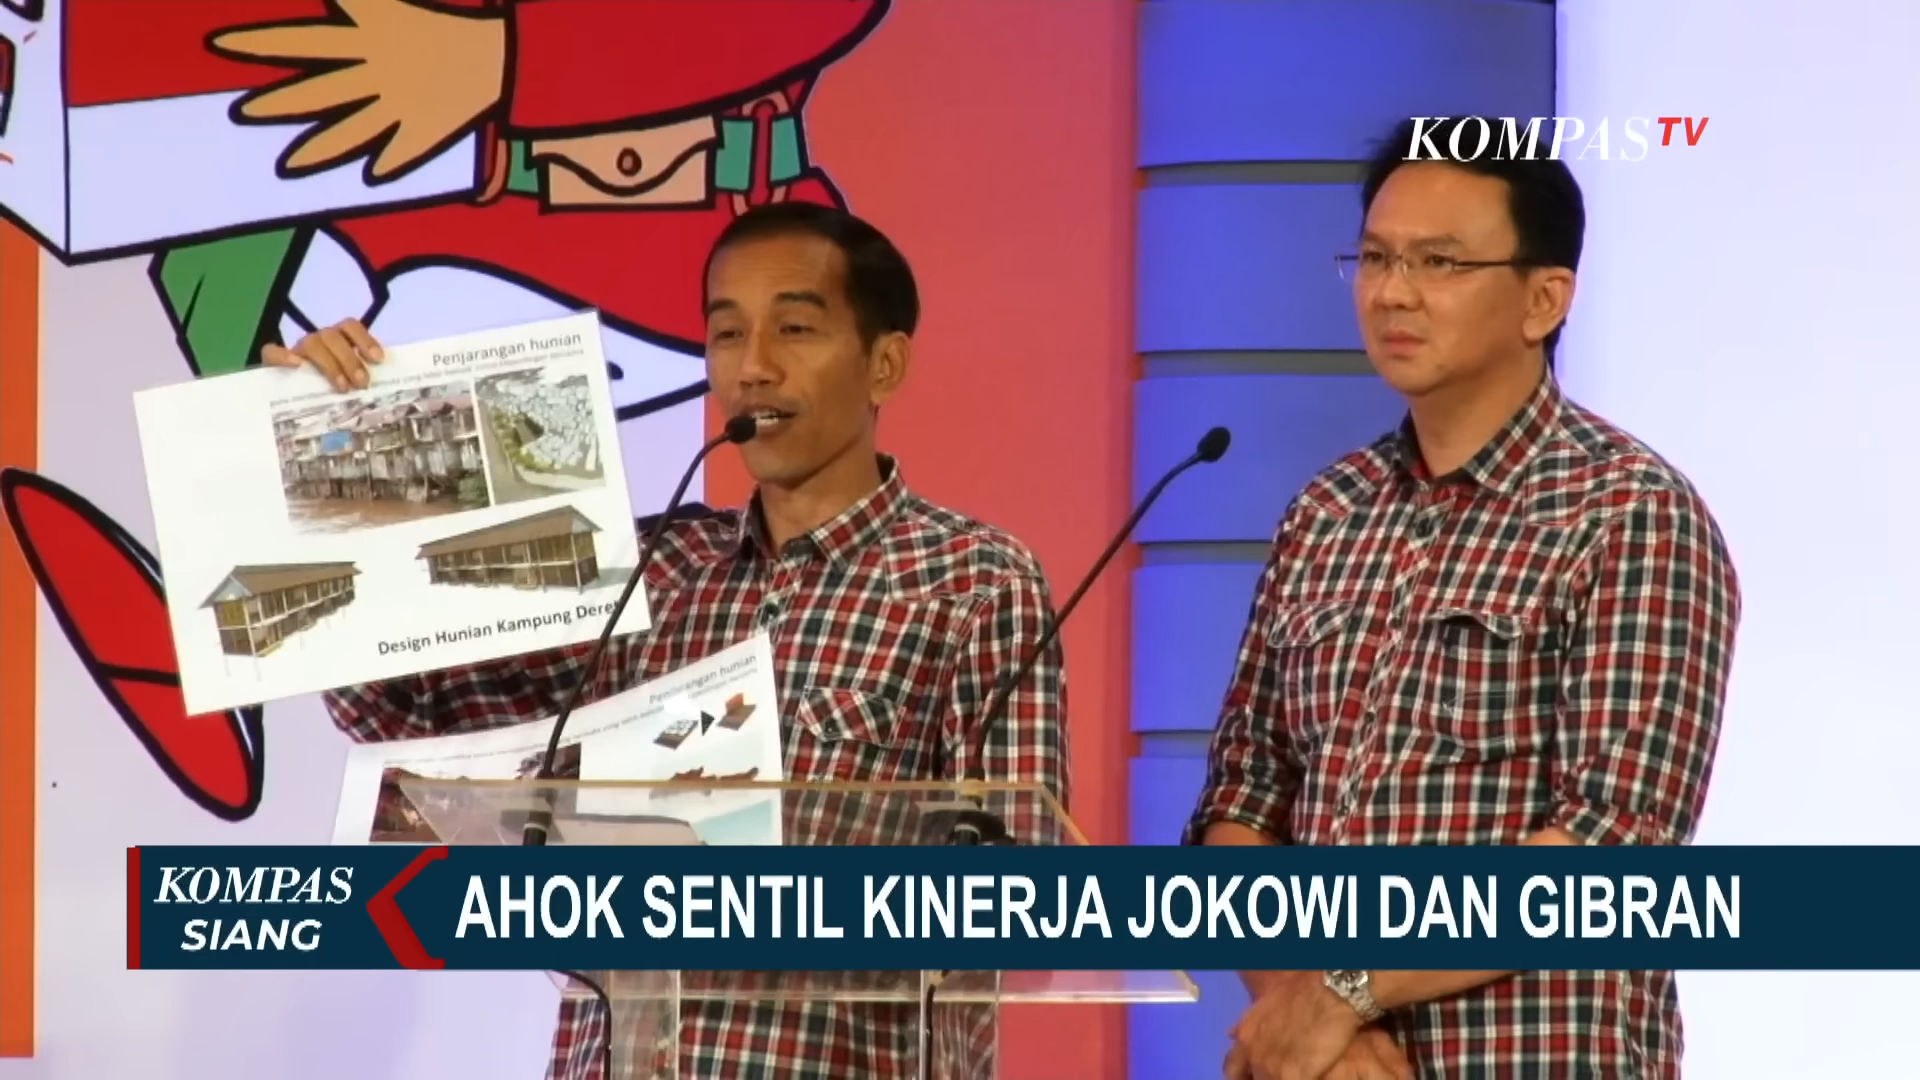 KOMPAS TV
Penjarangan hunian
Design Hunian Kampung Deret
Penjarangan hunian
KOMPAS
SIANG
AHOK SENTIL KINERJA JOKOWI DAN GIBRAN